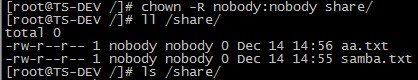 [root@TS-DEV /]# chown -R nobody:nobody share/
[root@TS-DEV /]# ll /share/
total 0
-rw-r--r-- 1 nobody nobody 0 Dec 14 14:56 aa.txt
-rw-r--r-- 1 nobody nobody 0 Dec 14 14:55 samba.txt
[root@TS-DEV /]# ls /share/